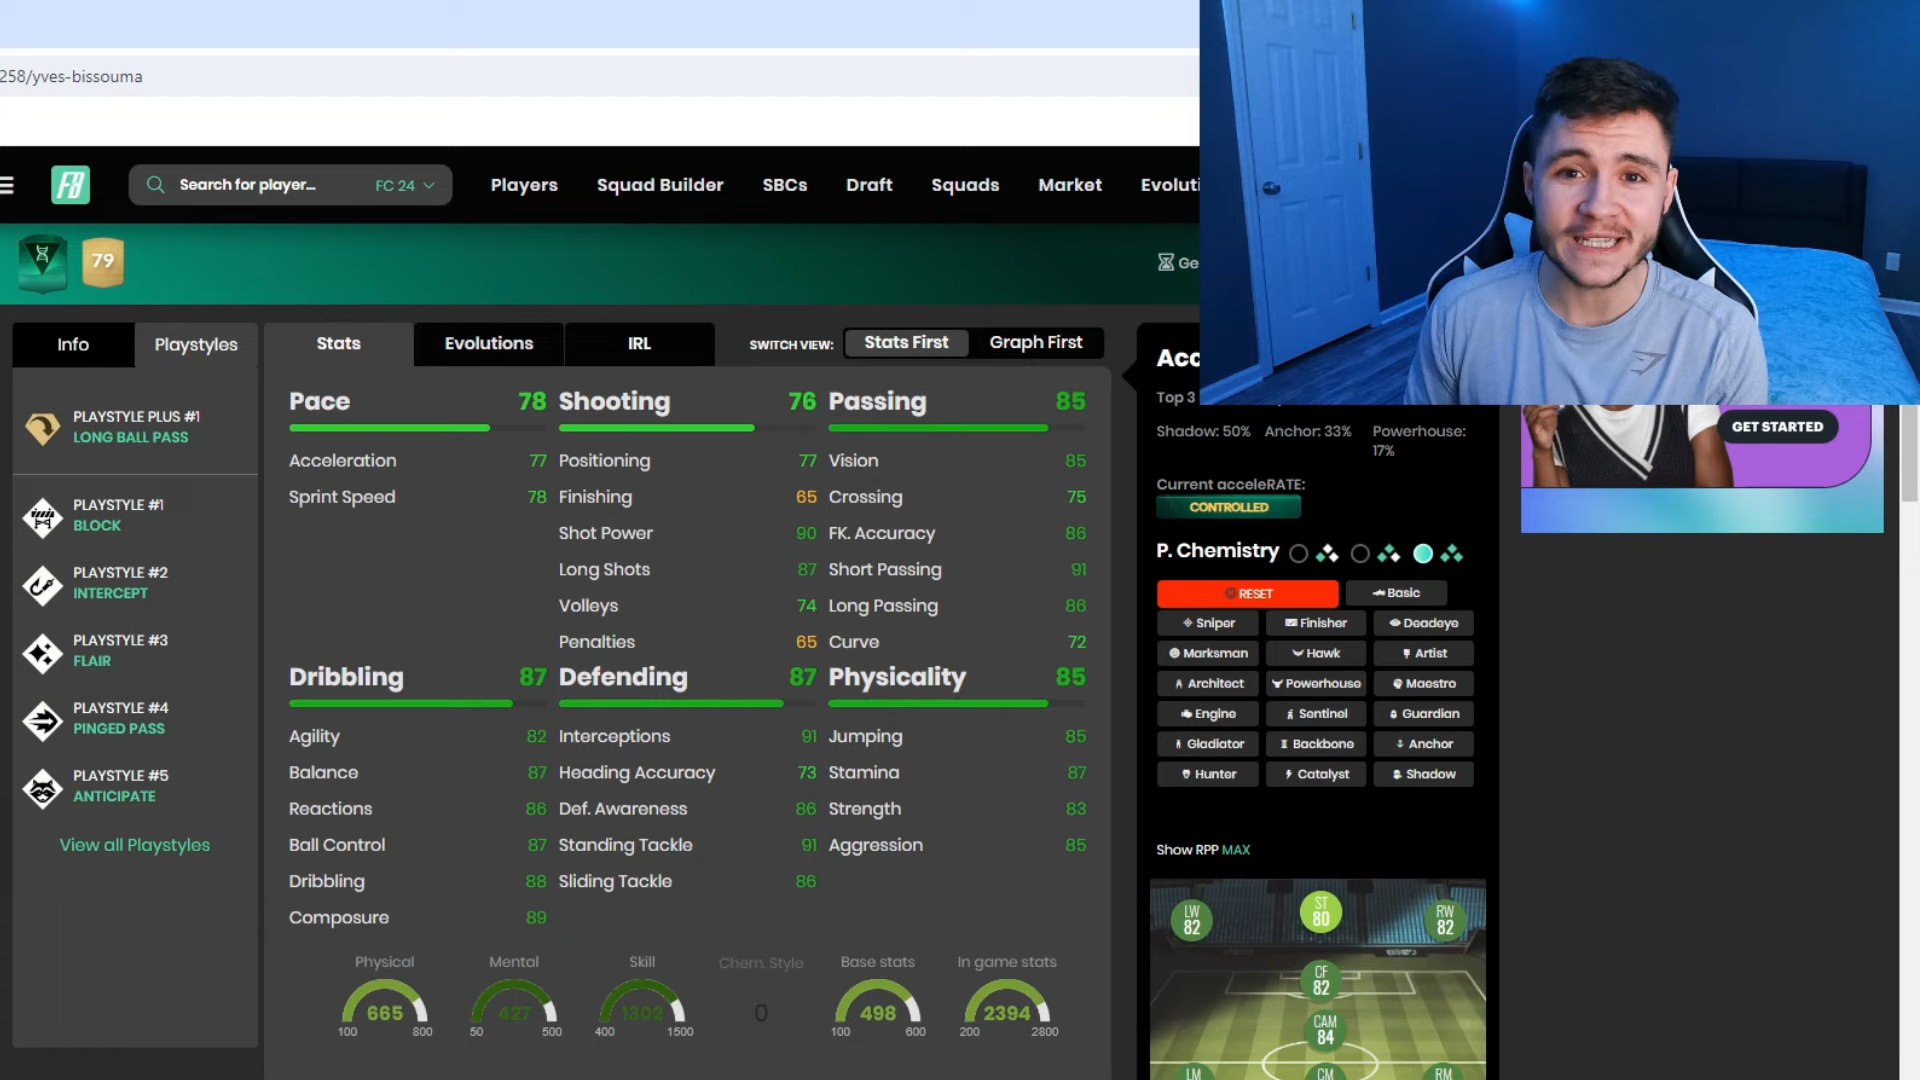 258/yves-bissouma
F8
Search for player... FC 24
Players Squad Builder SBCs Draft Squads Market Evoluti
79
Ge
Info Playstyles
Stats Evolutions IRL SWITCH VIEW: Stats First Graph First
PLAYSTYLE PLUS #1
LONG BALL PASS
PLAYSTYLE #1
BLOCK
PLAYSTYLE #2
INTERCEPT
PLAYSTYLE #3
FLAIR
PLAYSTYLE #4
PINGED PASS
PLAYSTYLE #5
ANTICIPATE
View all Playstyles
Pace 78 Shooting 76 Passing 85
Acceleration 77 Positioning 77 Vision 85
Sprint Speed 78 Finishing 65 Crossing 75
Shot Power 90 FK. Accuracy 86
Long Shots 87 Short Passing 91
Volleys 74 Long Passing 86
Penalties 65 Curve 72
Dribbling 87 Defending 87 Physicality 85
Agility 82 Interceptions 91 Jumping 85
Balance 87 Heading Accuracy 73 Stamina 87
Reactions 86 Def. Awareness 86 Strength 83
Ball Control 87 Standing Tackle 91 Aggression 85
Dribbling 88 Sliding Tackle 86
Composure 89
Physical Mental Skill Chem. Style Base stats In game stats
665 427 1302 0 498 2394
100 800 50 500 400 1500 100 600 200 2800
Acc
Top 3
Shadow: 50% Anchor: 33% Powerhouse:
17%
Current acceleRATE:
CONTROLLED
P. Chemistry
RESET Basic
Sniper Finisher Deadeye
Marksman Hawk Artist
Architect Powerhouse Maestro
Engine Sentinel Guardian
Gladiator Backbone Anchor
Hunter Catalyst Shadow
Show RPP MAX
LW
82
ST
80
RW
82
CF
82
CAM
84
LM CM RM
GET STARTED